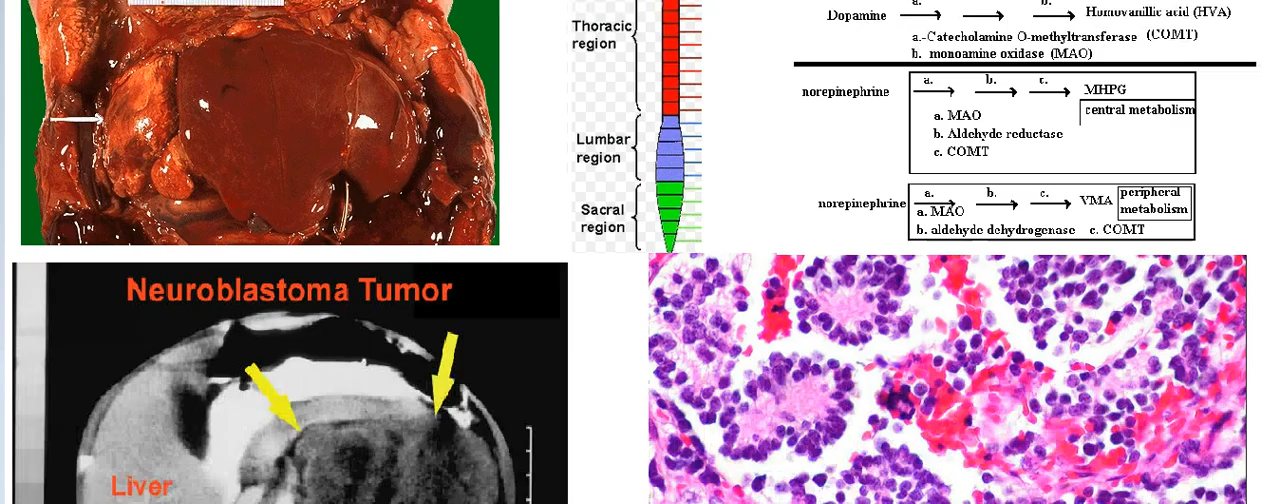 Thoracic
region
Lumbar
region
Sacral
region
a. b.
Dopamine Homovanillic acid (HVA)
a.-Catecholamine O-methyltransferase (COMT)
b. monoamine oxidase (MAO)
a. b. c.
norepinephrine MHPG
central metabolism
a. MAO
b. Aldehyde reductase
c. COMT
a. b. c.
norepinephrine VMA peripheral
metabolism
a. MAO
b. aldehyde dehydrogenase c. COMT
Neuroblastoma Tumor
Liver